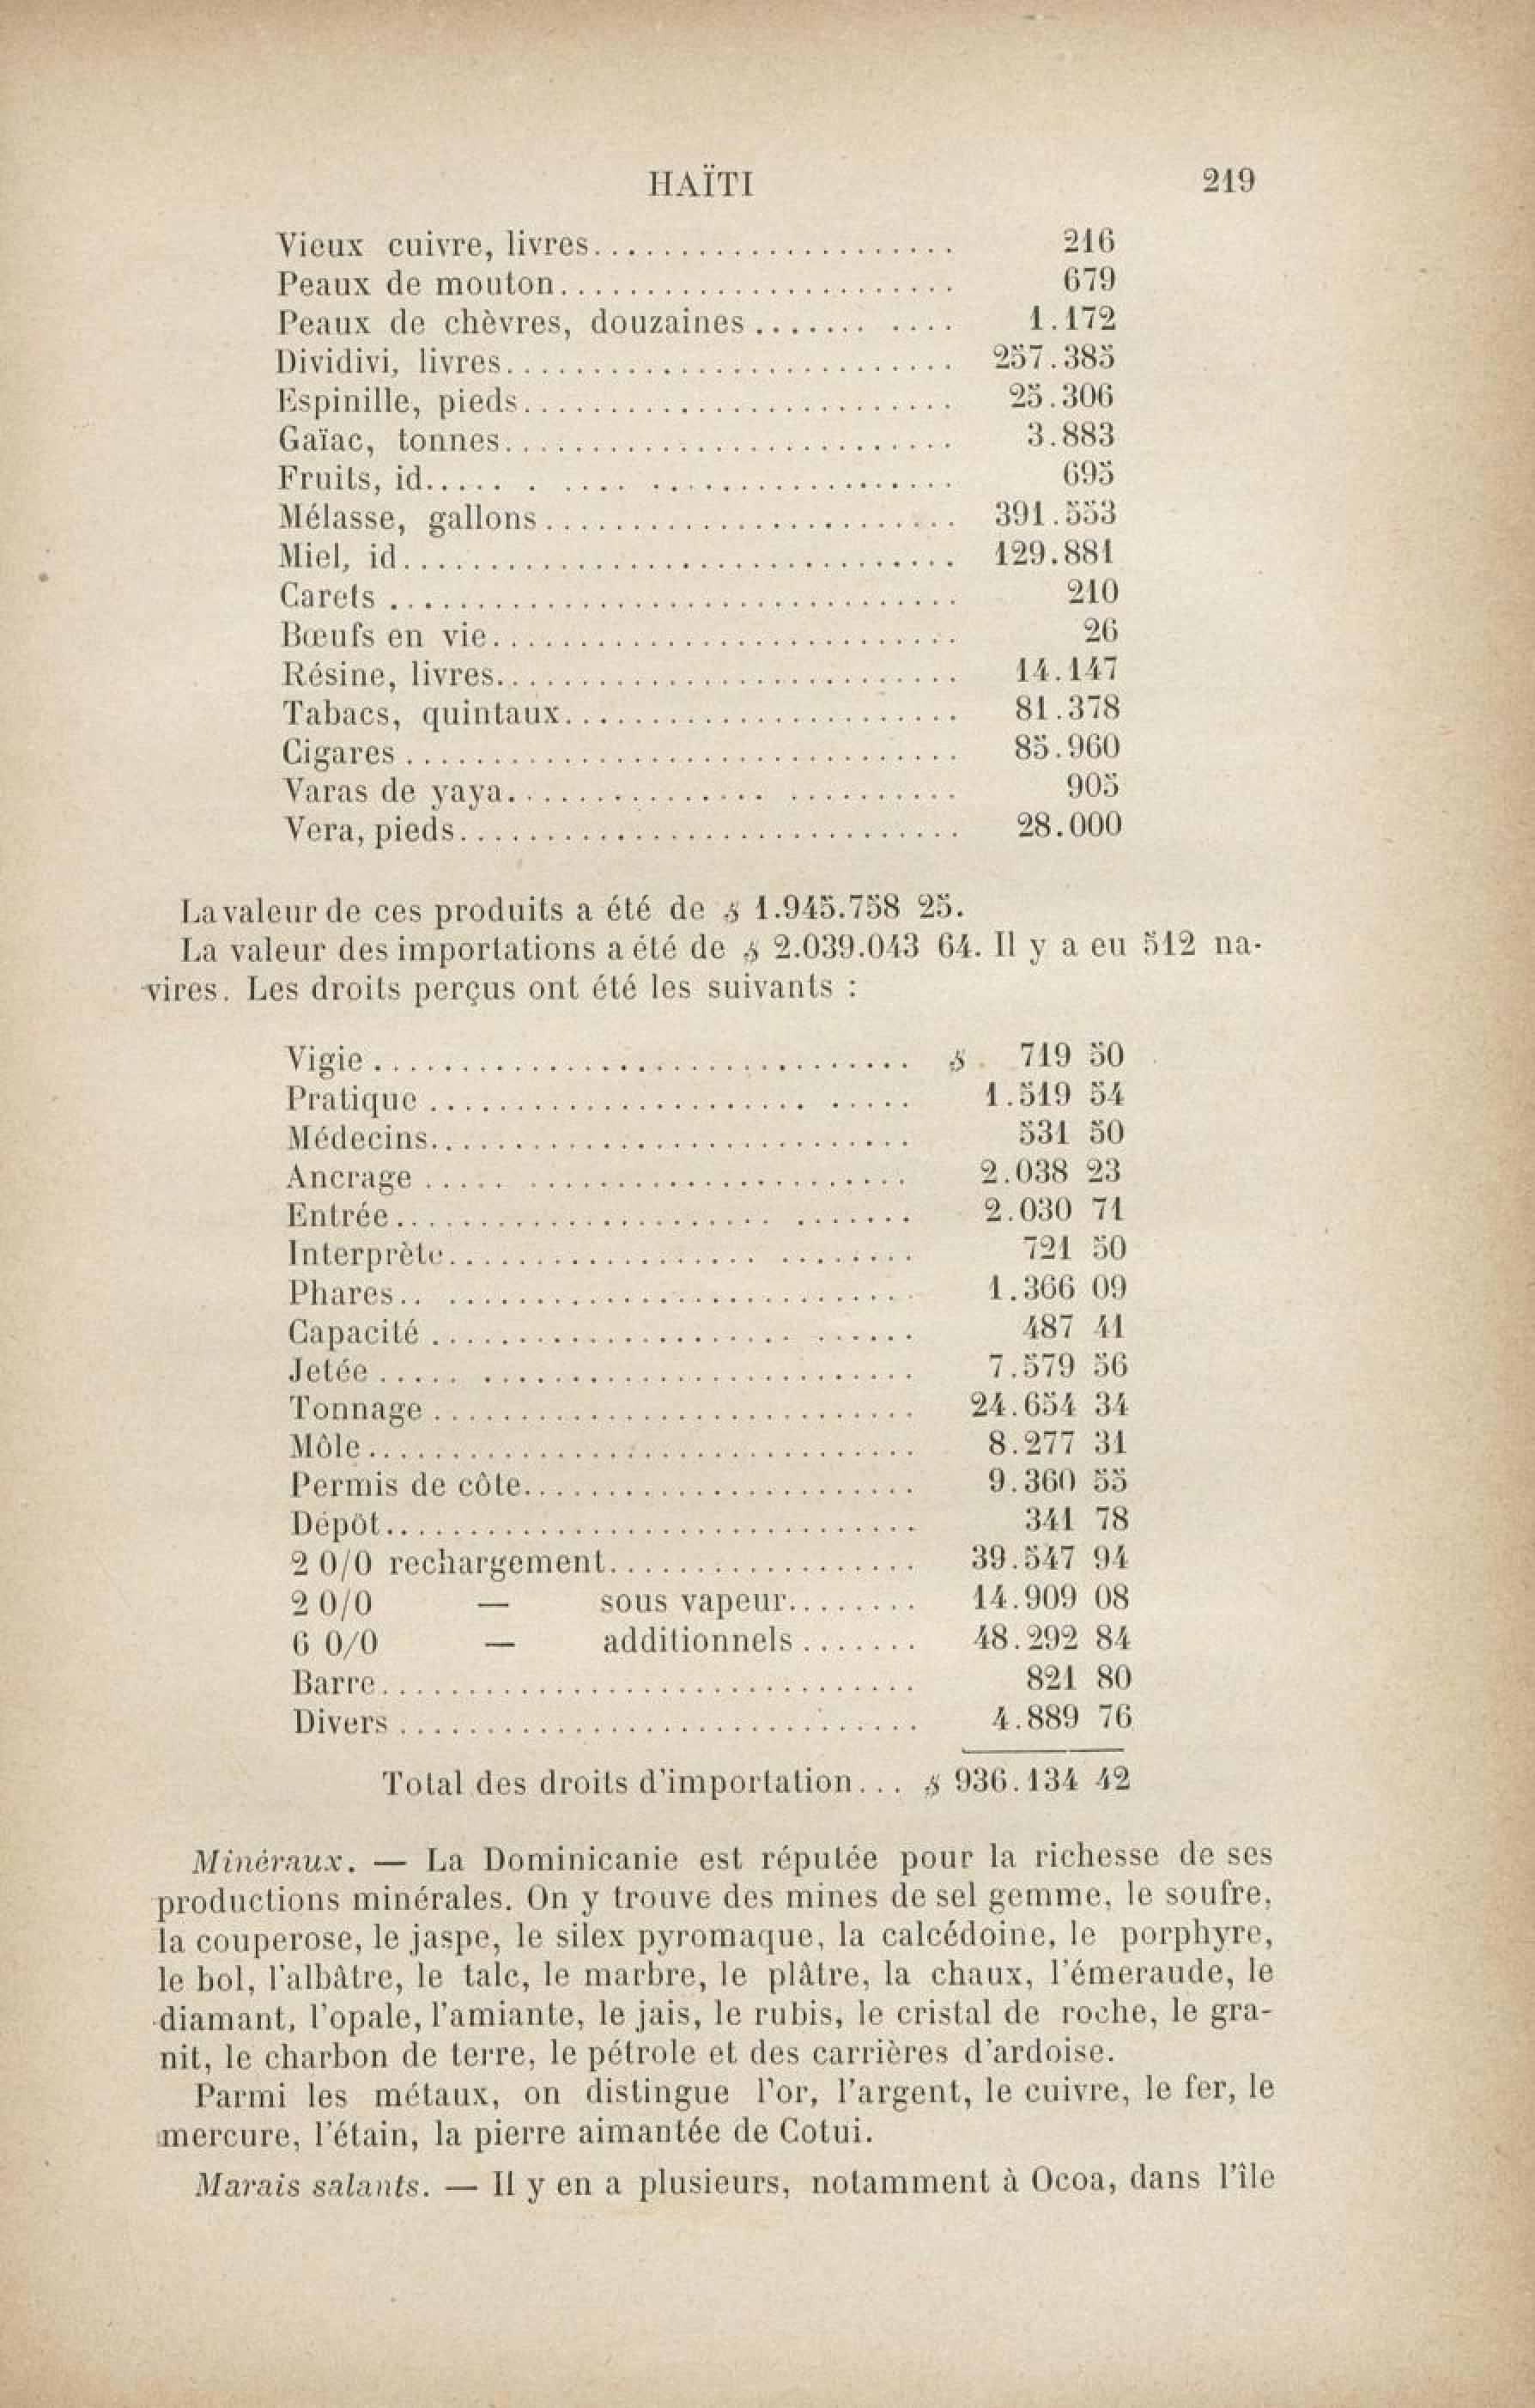 HAÏTI 219
Vieux cuivre, livres..................... 216
Peaux de mouton....................... 679
Peaux de chèvres, douzaines....... .... 1.172
Dividivi, livres.......................... 257.385
Espinille, pieds......................... 25.306
Gaïac, tonnes.......................... 3.883
Fruits, id..... . .... .................. 695
Mélasse, gallons........................ 391.553
Miel, id................................ 129.881
Carets ................................. 210
Bœufs en vie........................... 26
Résine, livres........................... 14.147
Tabacs, quintaux....................... 81.378
Cigares ................................ 85.960
Varas de yaya............... .......... 905
Vera, pieds............................. 28.000
La valeur de ces produits a été de $ 1.945.758 25.
La valeur des importations a été de $ 2.039.043 64. Il y a eu 512 na-
vires. Les droits perçus ont été les suivants :
Vigie ............................... $ 719 50
Pratique ...................... ..... 1.519 54
Médecins............................ 531 50
Ancrage ..... ...................... 2.038 23
Entrée...................... ....... 2.030 71
Interprète.................. ........ 721 50
Phares.. ........................... 1.366 09
Capacité ..................... ...... 487 41
Jetée ..... ......................... 7.579 56
Tonnage ............................ 24.654 34
Môle................................ 8.277 31
Permis de côte....................... 9.360 55
Dépôt............................... 341 78
2 0/0 rechargement.................. 39.547 94
2 0/0 — sous vapeur........ 14.909 08
6 0/0 — additionnels ....... 48.292 84
Barre............................... 821 80
Divers .............................. 4.889 76
Total des droits d'importation... $ 936.134 42
Minéraux. — La Dominicanie est réputée pour la richesse de ses
productions minérales. On y trouve des mines de sel gemme, le soufre,
la couperose, le jaspe, le silex pyromaque, la calcédoine, le porphyre,
le bol, l'albâtre, le talc, le marbre, le plâtre, la chaux, l'émeraude, le
diamant, l'opale, l'amiante, le jais, le rubis, le cristal de roche, le gra-
nit, le charbon de terre, le pétrole et des carrières d'ardoise.
Parmi les métaux, on distingue l'or, l'argent, le cuivre, le fer, le
mercure, l'étain, la pierre aimantée de Cotui.
Marais salants. — Il y en a plusieurs, notamment à Ocoa, dans l'île